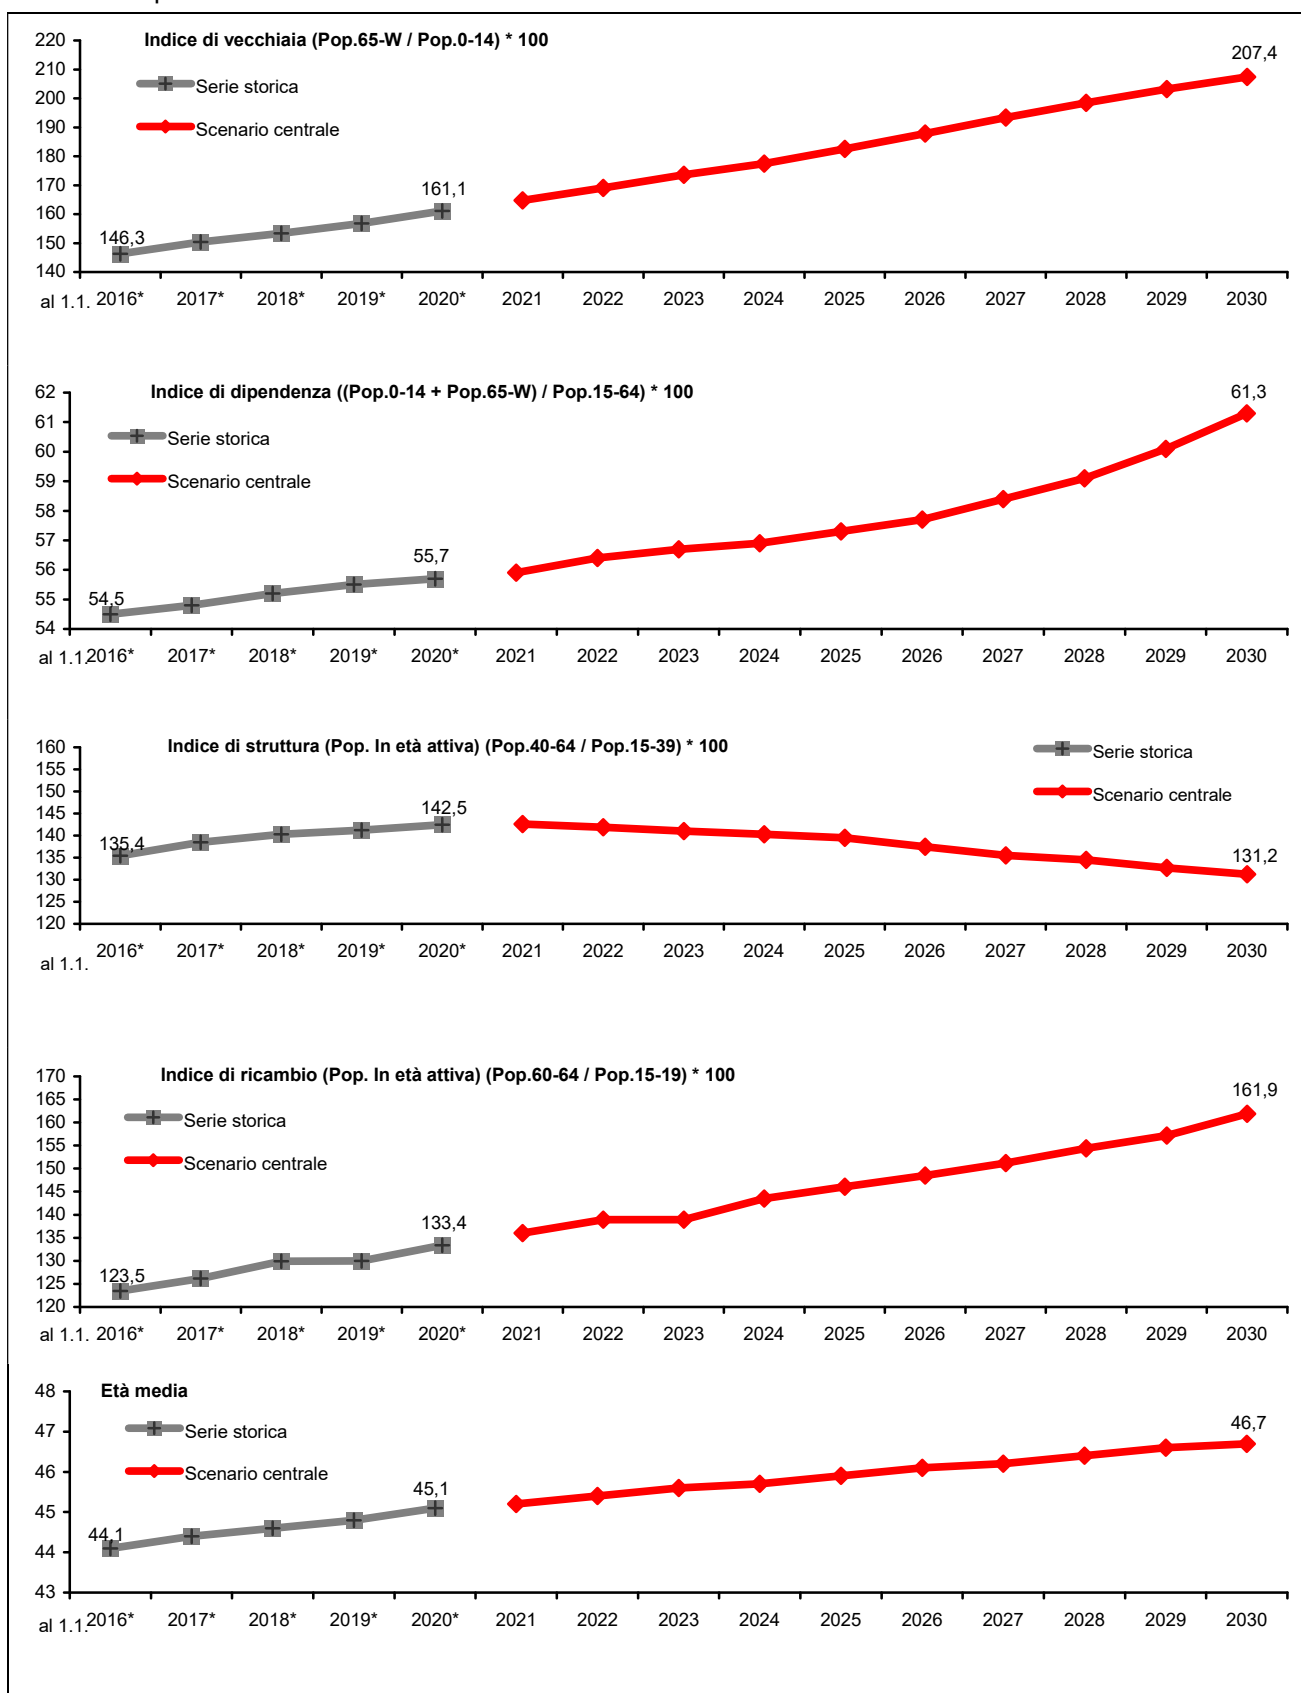 Indice di vecchiaia (Pop.65-W / Pop.0-14) * 100
220
210
200
190
180
170
160
150
140
Serie storica
Scenario centrale
146,3
161,1
207,4
al 1.1. 2016* 2017* 2018* 2019* 2020* 2021 2022 2023 2024 2025 2026 2027 2028 2029 2030
Indice di dipendenza ((Pop.0-14 + Pop.65-W) / Pop.15-64) * 100
62
61
60
59
58
57
56
55
54
Serie storica
Scenario centrale
54,5
55,7
61,3
al 1.1. 2016* 2017* 2018* 2019* 2020* 2021 2022 2023 2024 2025 2026 2027 2028 2029 2030
Indice di struttura (Pop. In età attiva) (Pop.40-64 / Pop.15-39) * 100
160
155
150
145
140
135
130
125
120
Serie storica
Scenario centrale
135,4
142,5
131,2
al 1.1. 2016* 2017* 2018* 2019* 2020* 2021 2022 2023 2024 2025 2026 2027 2028 2029 2030
Indice di ricambio (Pop. In età attiva) (Pop.60-64 / Pop.15-19) * 100
170
165
160
155
150
145
140
135
130
125
120
Serie storica
Scenario centrale
123,5
133,4
161,9
al 1.1. 2016* 2017* 2018* 2019* 2020* 2021 2022 2023 2024 2025 2026 2027 2028 2029 2030
Età media
48
47
46
45
44
43
Serie storica
Scenario centrale
44,1
45,1
46,7
al 1.1. 2016* 2017* 2018* 2019* 2020* 2021 2022 2023 2024 2025 2026 2027 2028 2029 2030